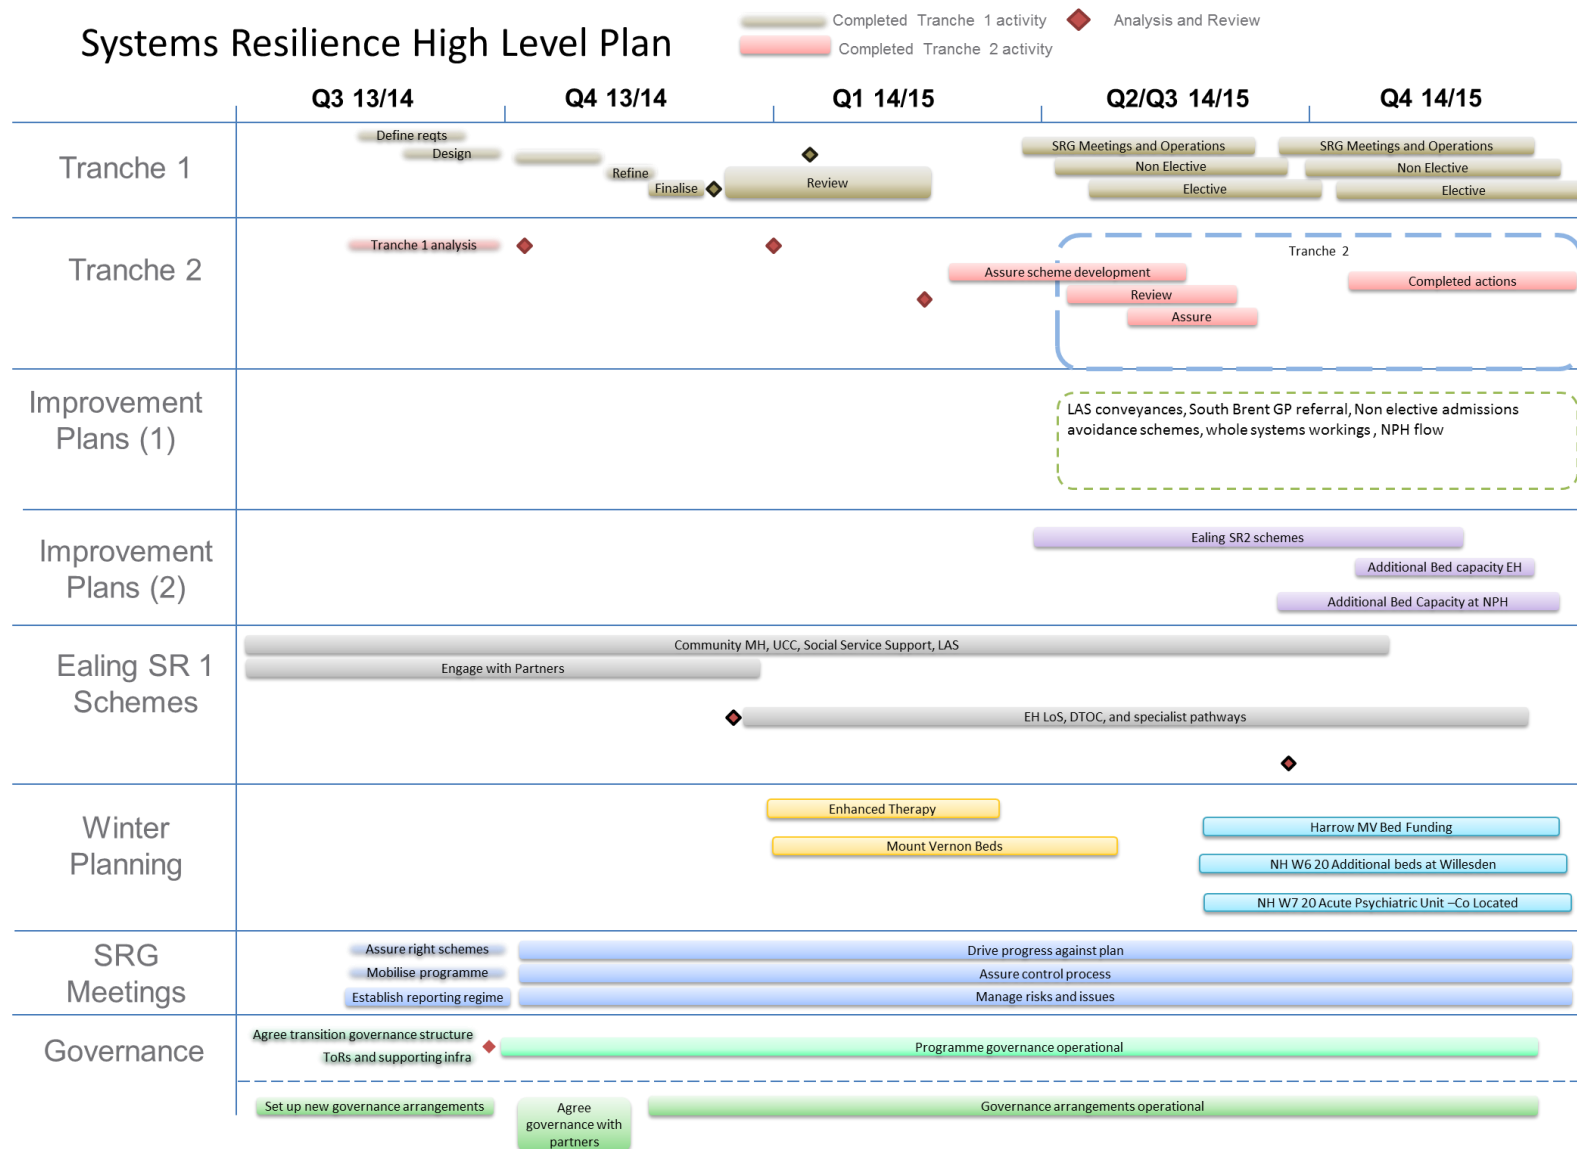 Systems Resilience High Level Plan
Completed Tranche 1 activity
Analysis and Review
Completed Tranche 2 activity
Q3 13/14
Q4 13/14
Q1 14/15
Q2/Q3 14/15
Q4 14/15
Tranche 1
Define reqts
Design
Refine
Finalise
Review
SRG Meetings and Operations
Non Elective
Elective
SRG Meetings and Operations
Non Elective
Elective
Tranche 2
Tranche 1 analysis
Tranche 2
Assure scheme development
Review
Assure
Completed actions
Improvement
Plans (1)
LAS conveyances, South Brent GP referral, Non elective admissions
avoidance schemes, whole systems workings , NPH flow
Improvement
Plans (2)
Ealing SR2 schemes
Additional Bed capacity EH
Additional Bed Capacity at NPH
Ealing SR 1
Schemes
Community MH, UCC, Social Service Support, LAS
Engage with Partners
EH LoS, DTOC, and specialist pathways
Winter
Planning
Enhanced Therapy
Mount Vernon Beds
Harrow MV Bed Funding
NH W6 20 Additional beds at Willesden
NH W7 20 Acute Psychiatric Unit –Co Located
SRG
Meetings
Assure right schemes
Mobilise programme
Establish reporting regime
Drive progress against plan
Assure control process
Manage risks and issues
Governance
Agree transition governance structure
ToRs and supporting infra
Programme governance operational
Set up new governance arrangements
Agree
governance with
partners
Governance arrangements operational